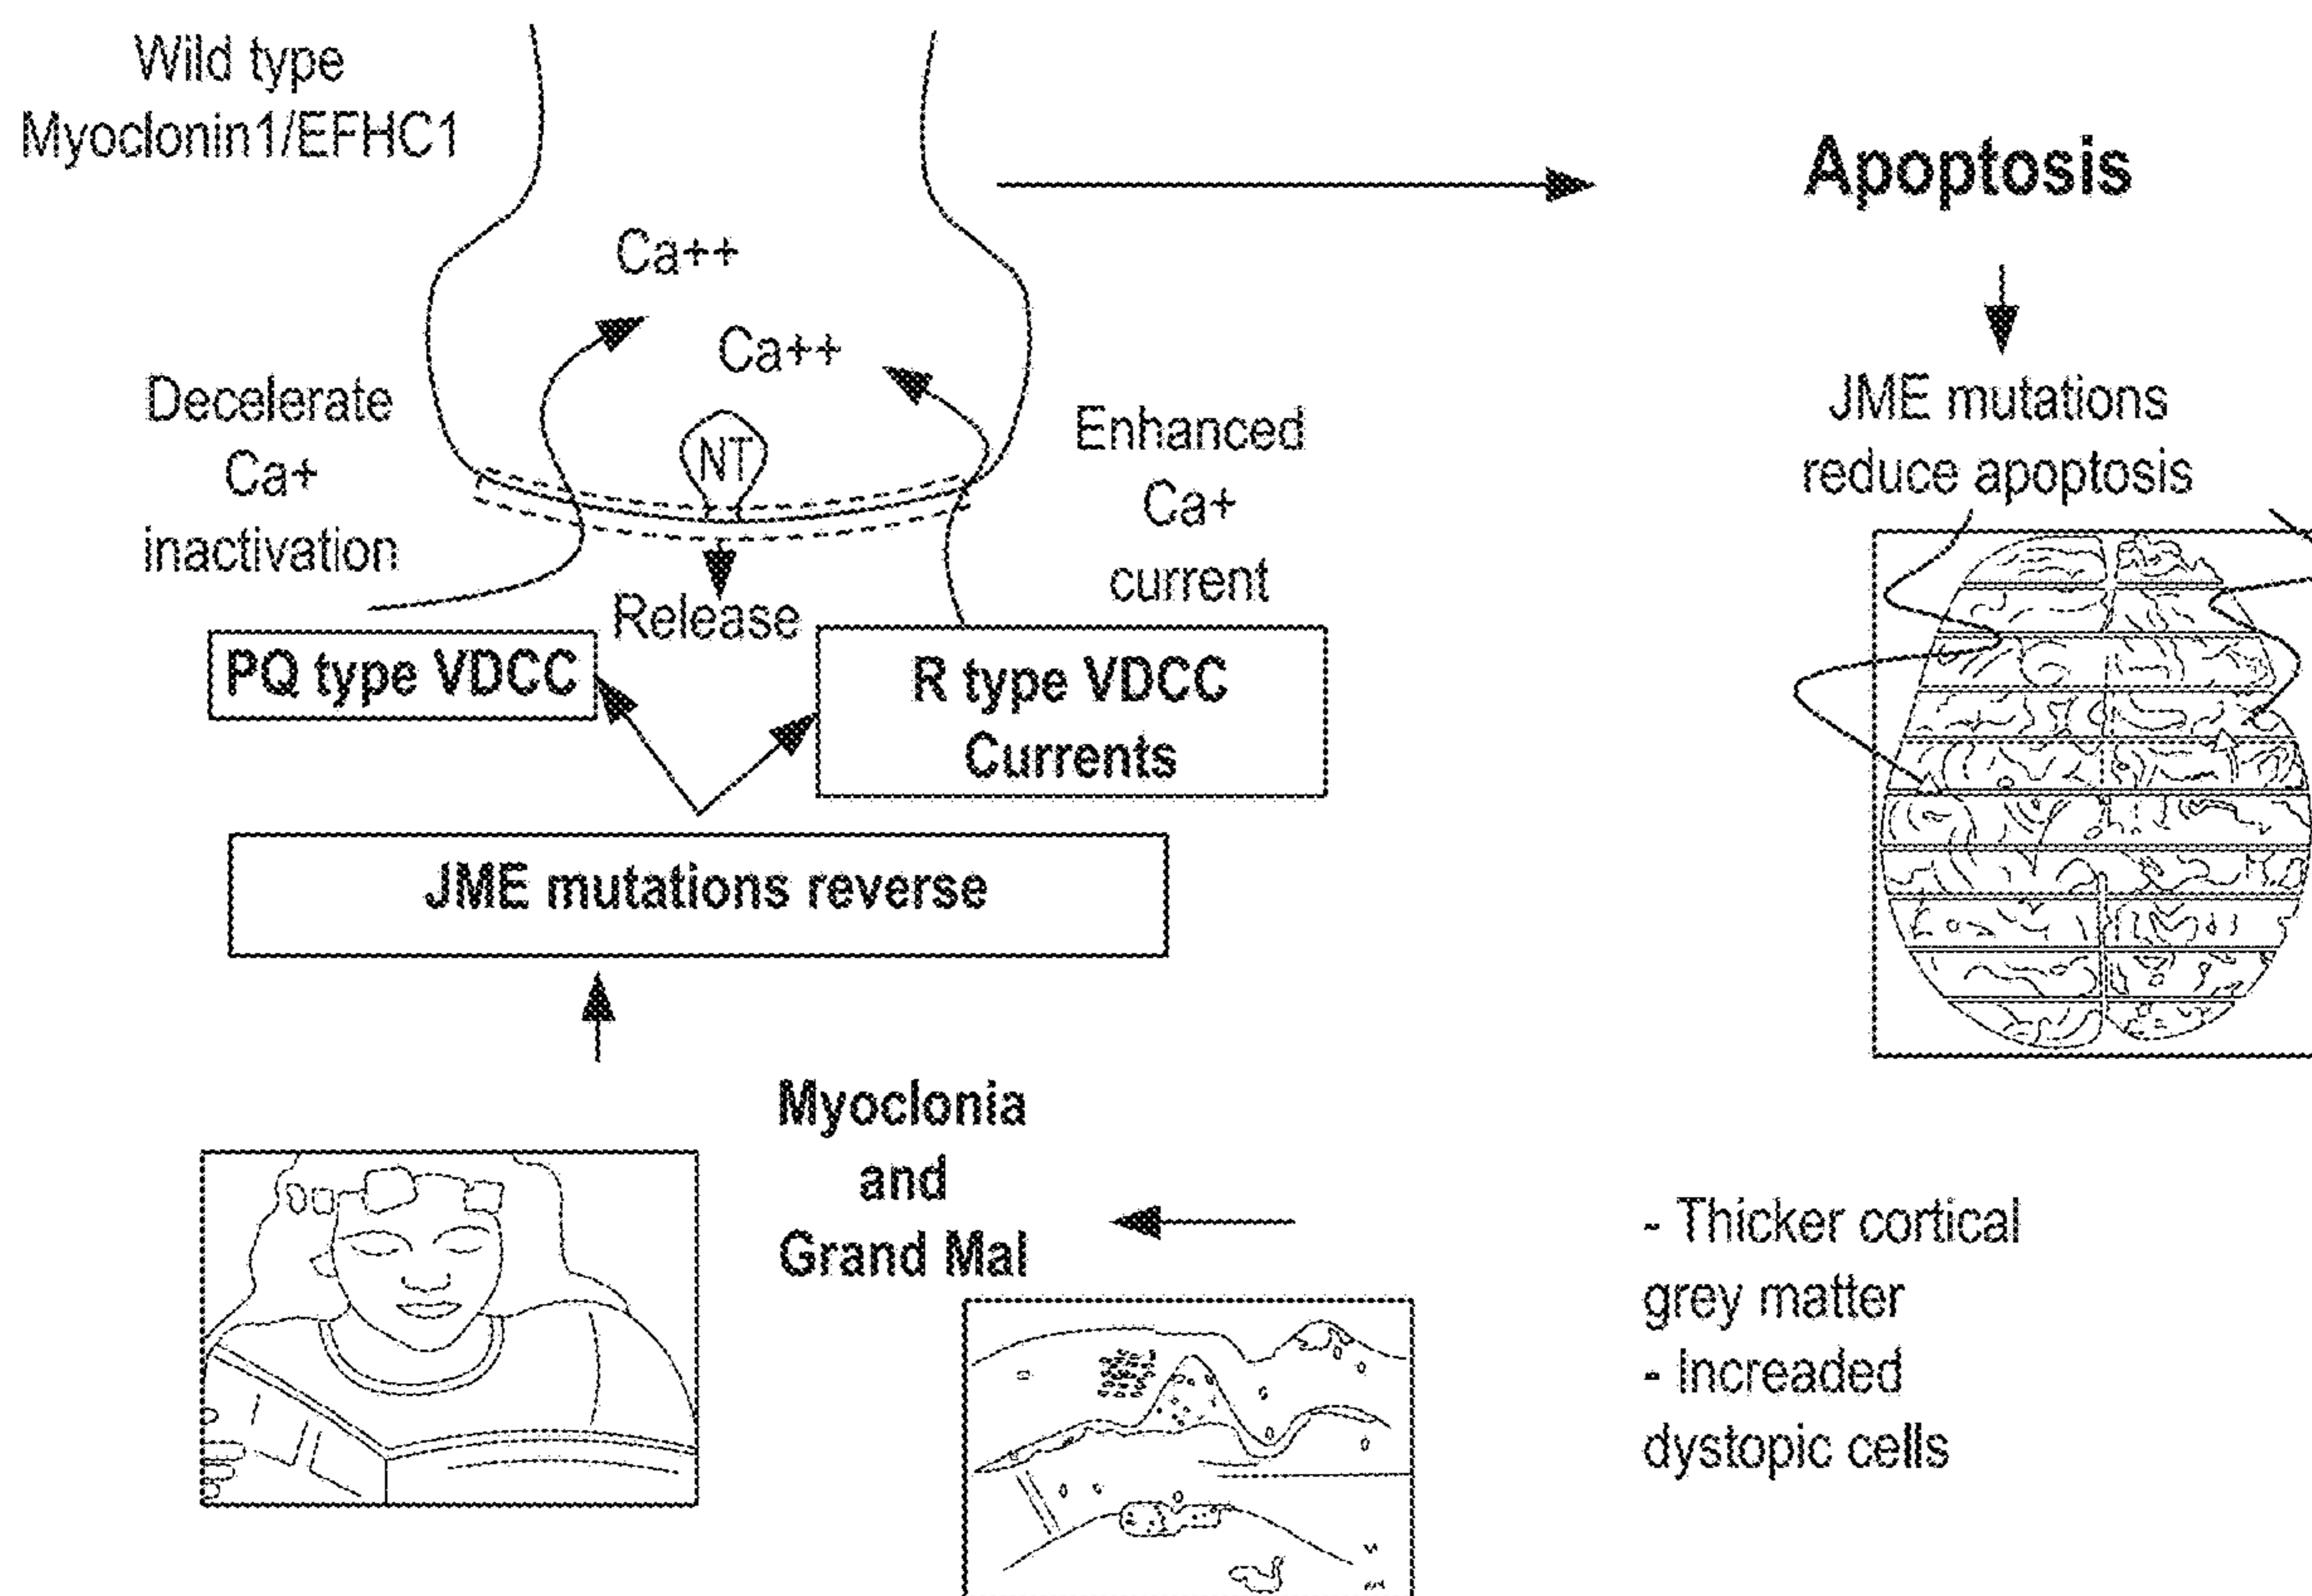 Wild type
Myoclonin1/EFHC1
Apoptosis
Ca++
Ca++
Decelerate
Ca+
inactivation
NT
Enhanced
Ca+
current
Release
JME mutations
reduce apoptosis
PQ type VDCC
R type VDCC
Currents
JME mutations reverse
Myoclonia
and
Grand Mal
- Thicker cortical
grey matter
- Increaded
dystopic cells